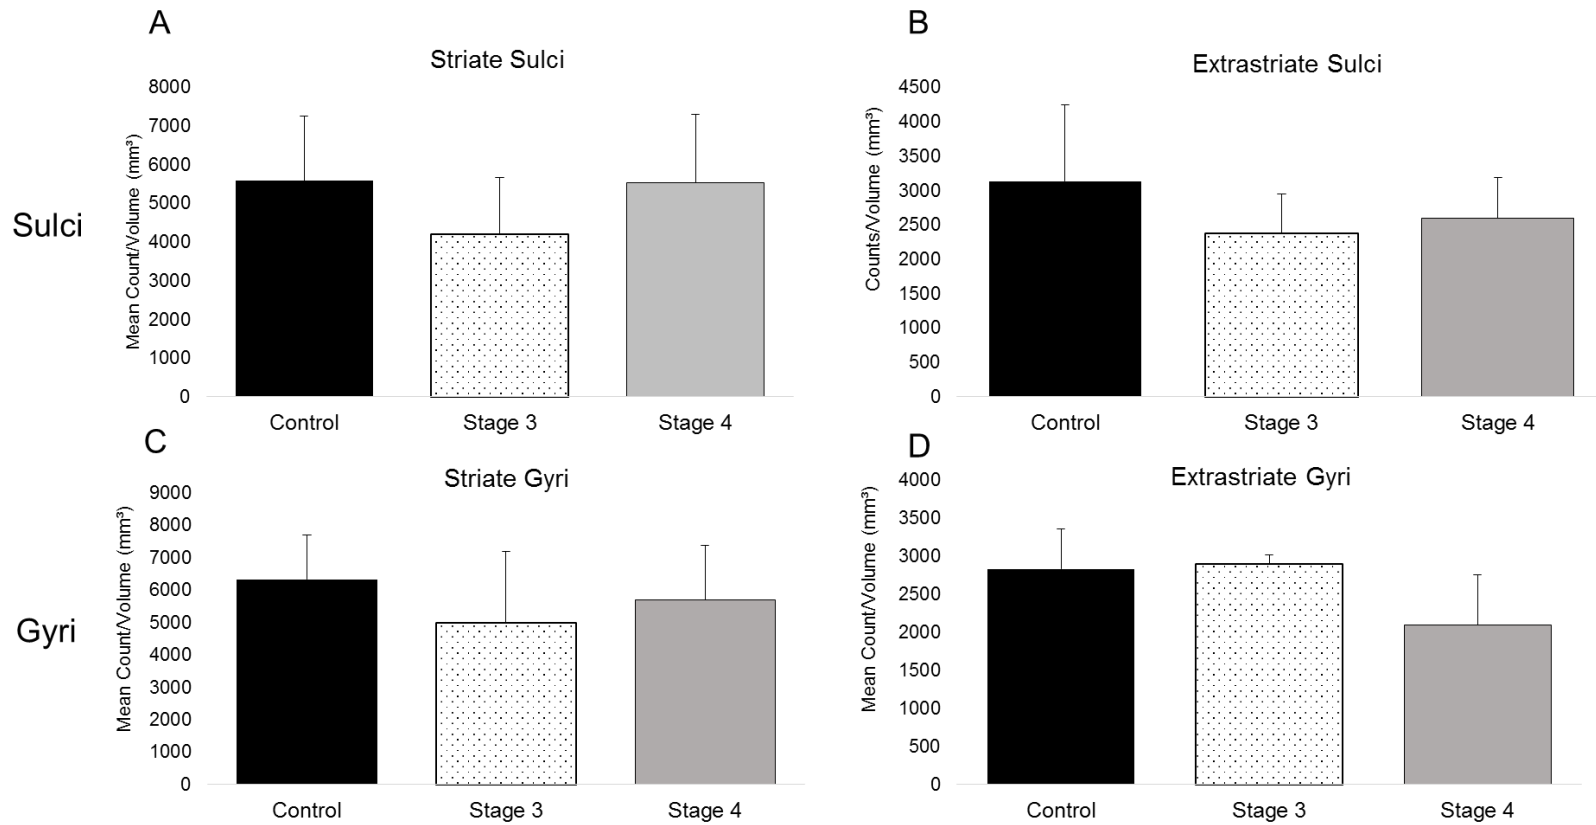 A
Striate Sulci
Sulci
Mean Count/Volume (mm³)
8000
7000
6000
5000
4000
3000
2000
1000
0
Control
Stage 3
Stage 4
B
Extrastriate Sulci
Counts/Volume (mm³)
4500
4000
3500
3000
2500
2000
1500
1000
500
0
Control
Stage 3
Stage 4
C
Striate Gyri
Gyri
Mean Count/Volume (mm³)
9000
8000
7000
6000
5000
4000
3000
2000
1000
0
Control
Stage 3
Stage 4
D
Extrastriate Gyri
Mean Count/Volume (mm³)
4000
3500
3000
2500
2000
1500
1000
500
0
Control
Stage 3
Stage 4